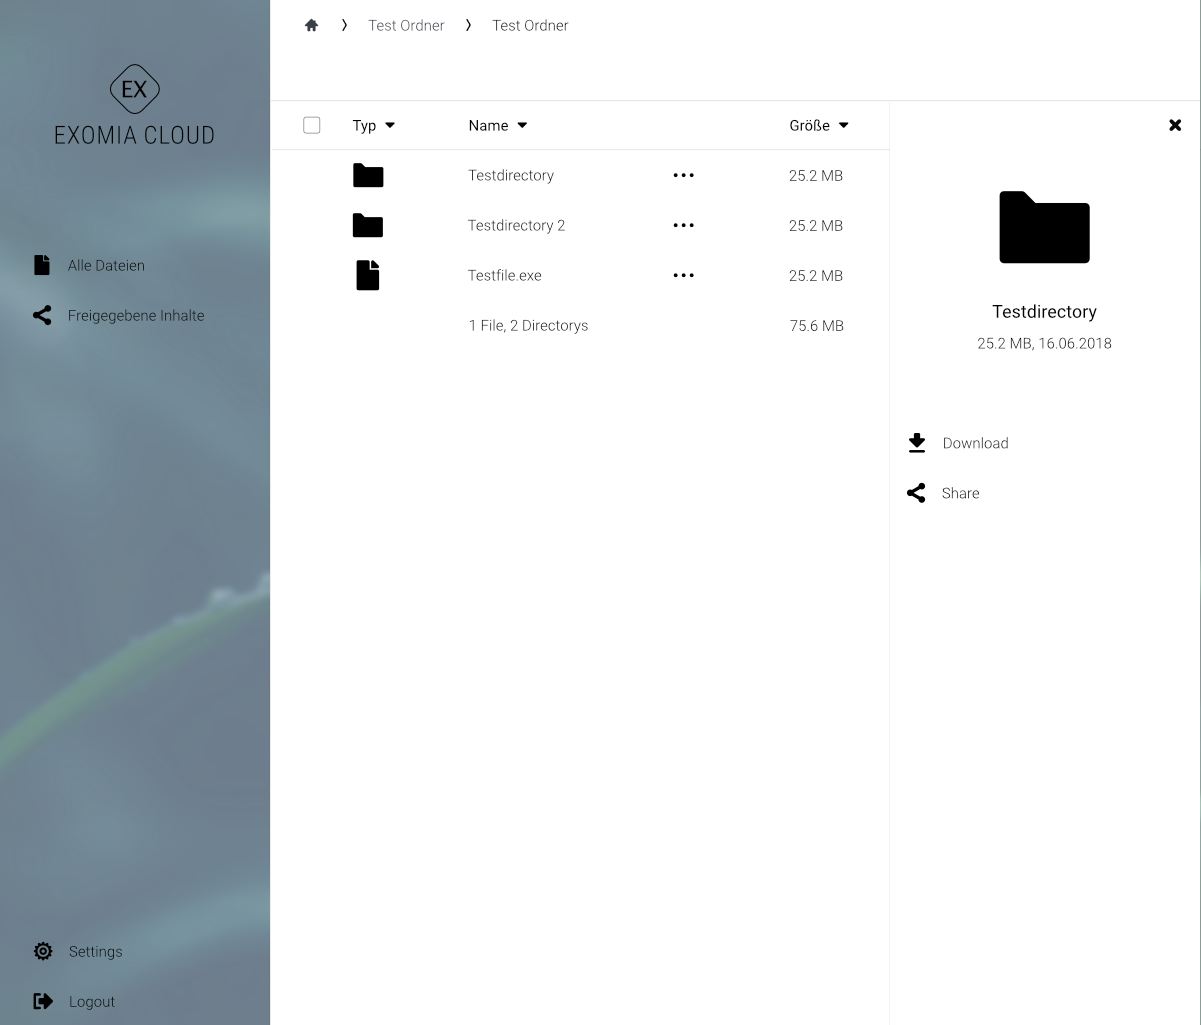 EX
EXOMIA CLOUD
Alle Dateien
Freigegebene Inhalte
Settings
Logout
Test Ordner Test Ordner
Typ Name Größe
Testdirectory 25.2 MB
Testdirectory 2 25.2 MB
Testfile.exe 25.2 MB
1 File, 2 Directorys 75.6 MB
Testdirectory
25.2 MB, 16.06.2018
Download
Share